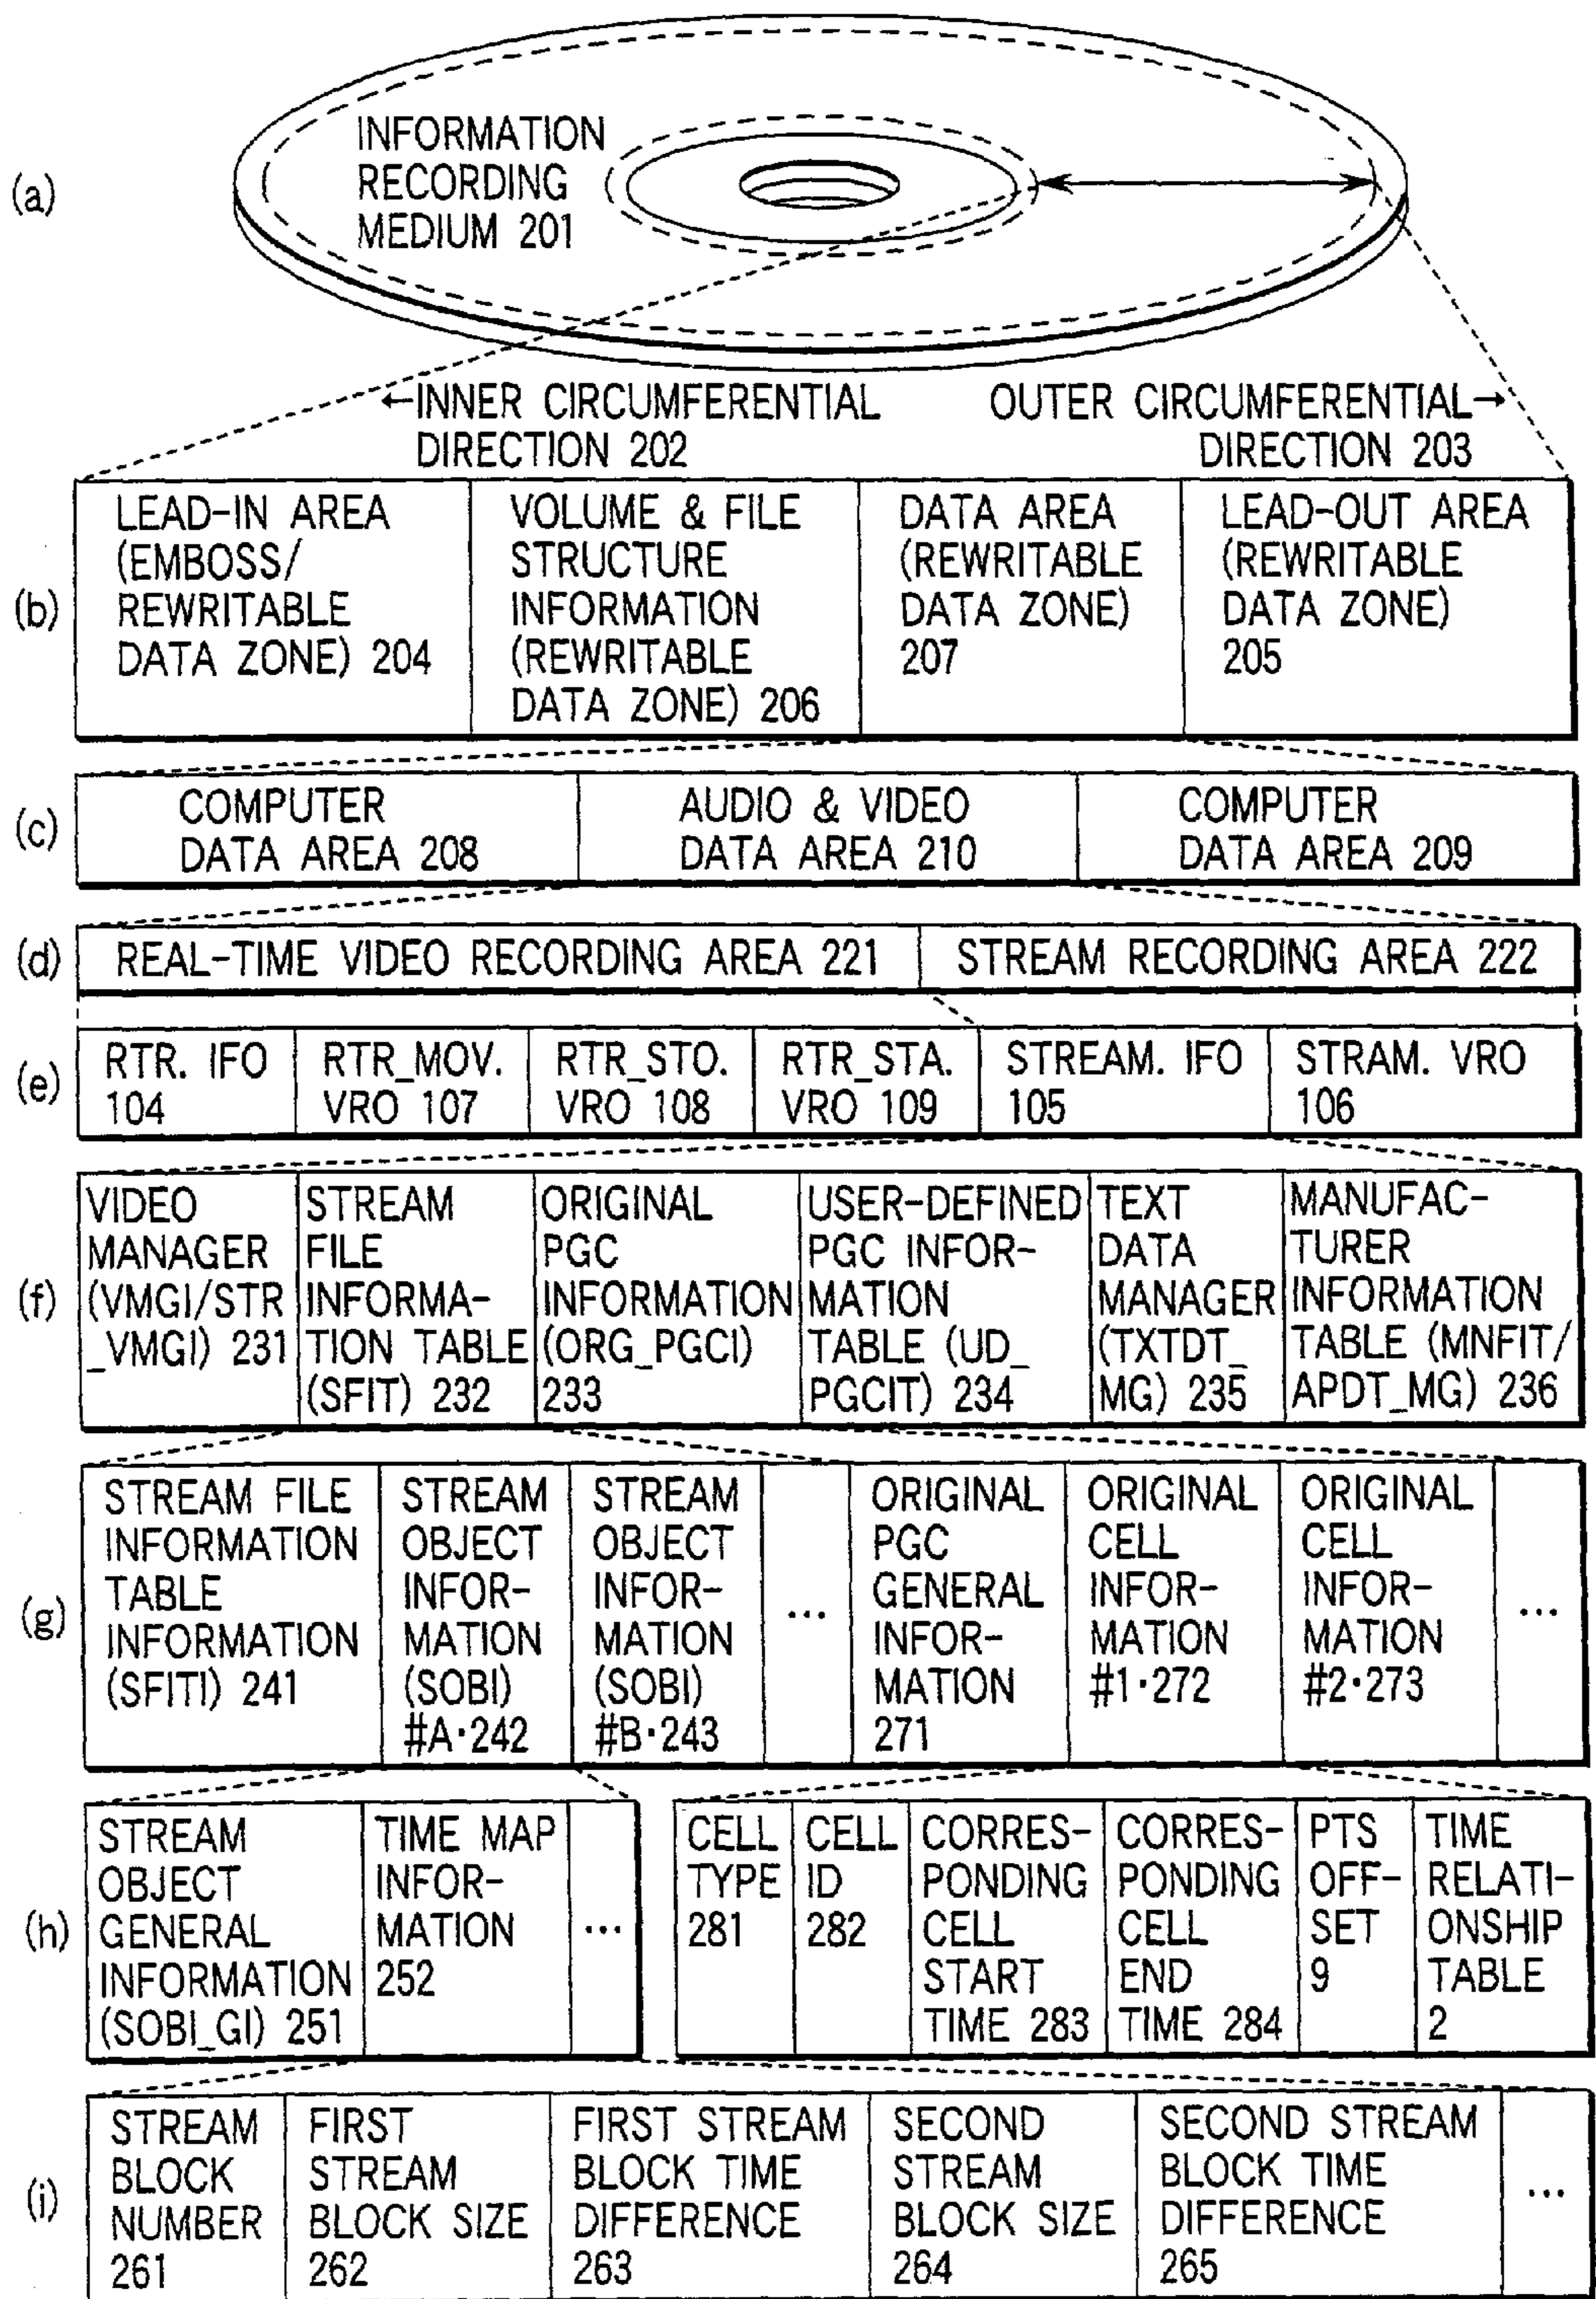 (a)
INFORMATION
RECORDING
MEDIUM 201
←INNER CIRCUMFERENTIAL
DIRECTION 202
OUTER CIRCUMFERENTIAL→
DIRECTION 203
(b)
LEAD-IN AREA
(EMBOSS/
REWRITABLE
DATA ZONE) 204
VOLUME & FILE
STRUCTURE
INFORMATION
(REWRITABLE
DATA ZONE) 206
DATA AREA
(REWRITABLE
DATA ZONE)
207
LEAD-OUT AREA
(REWRITABLE
DATA ZONE)
205
(c)
COMPUTER
DATA AREA 208
AUDIO & VIDEO
DATA AREA 210
COMPUTER
DATA AREA 209
(d)
REAL-TIME VIDEO RECORDING AREA 221
STREAM RECORDING AREA 222
(e)
RTR. IFO
104
RTR_MOV.
VRO 107
RTR_STO.
VRO 108
RTR_STA.
VRO 109
STREAM. IFO
105
STRAM. VRO
106
(f)
VIDEO
MANAGER
(VMGI/STR
_VMGI) 231
STREAM
FILE
INFORMA-
TION TABLE
(SFIT) 232
ORIGINAL
PGC
INFORMATION
(ORG_PGCI)
233
USER-DEFINED
PGC INFOR-
MATION
TABLE (UD_
PGCIT) 234
TEXT
DATA
MANAGER
(TXTDT_
MG) 235
MANUFAC-
TURER
INFORMATION
TABLE (MNFIT/
APDT_MG) 236
(g)
STREAM FILE
INFORMATION
TABLE
INFORMATION
(SFITI) 241
STREAM
OBJECT
INFOR-
MATION
(SOBI)
#A·242
STREAM
OBJECT
INFOR-
MATION
(SOBI)
#B·243
...
ORIGINAL
PGC
GENERAL
INFOR-
MATION
271
ORIGINAL
CELL
INFOR-
MATION
#1·272
ORIGINAL
CELL
INFOR-
MATION
#2·273
...
(h)
STREAM
OBJECT
GENERAL
INFORMATION
(SOBI_GI) 251
TIME MAP
INFOR-
MATION
252
...
CELL
TYPE
281
CELL
ID
282
CORRES-
PONDING
CELL
START
TIME 283
CORRES-
PONDING
CELL
END
TIME 284
PTS
OFF-
SET
9
TIME
RELATI-
ONSHIP
TABLE
2
(i)
STREAM
BLOCK
NUMBER
261
FIRST
STREAM
BLOCK SIZE
262
FIRST STREAM
BLOCK TIME
DIFFERENCE
263
SECOND
STREAM
BLOCK SIZE
264
SECOND STREAM
BLOCK TIME
DIFFERENCE
265
...